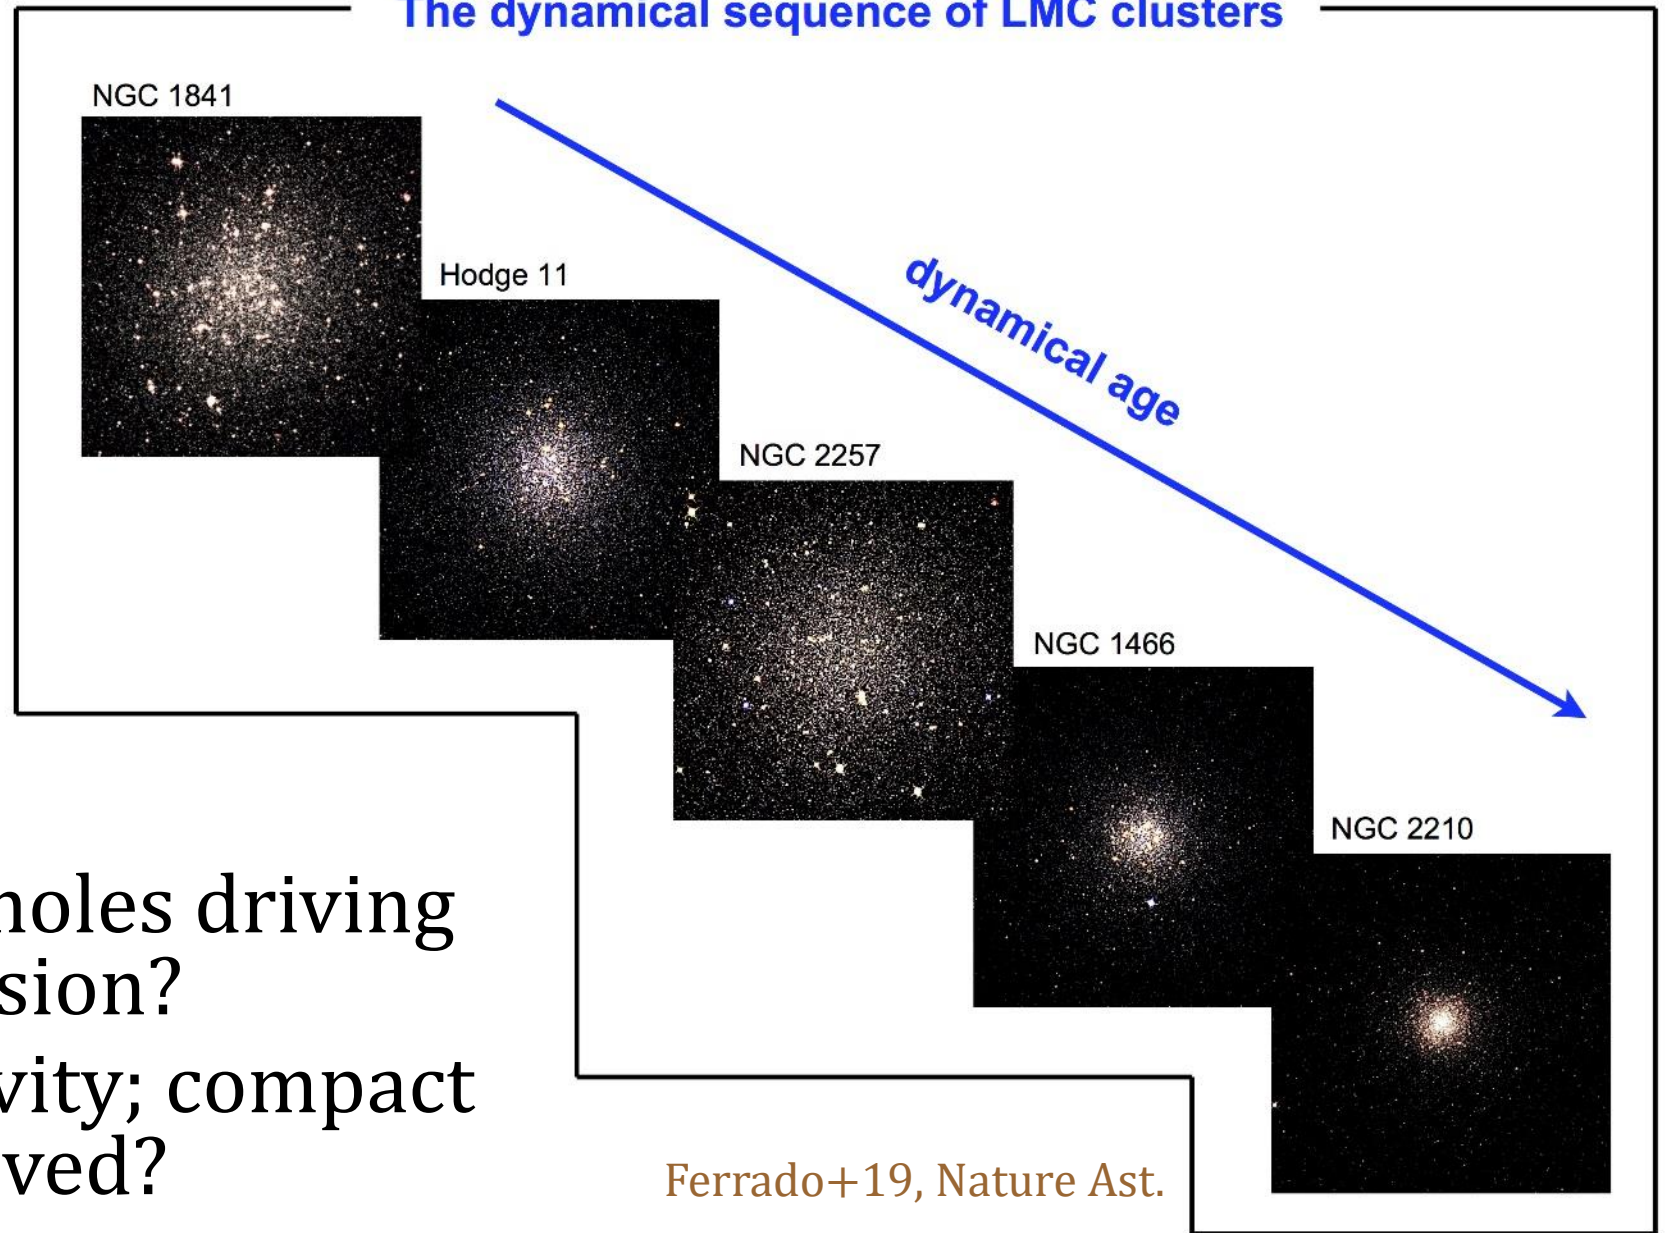 The dynamical sequence of LMC clusters
NGC 1841
Hodge 11
dynamical age
NGC 2257
NGC 1466
NGC 2210
holes driving
sion?
vity; compact
ved?
Ferrado+19, Nature Ast.